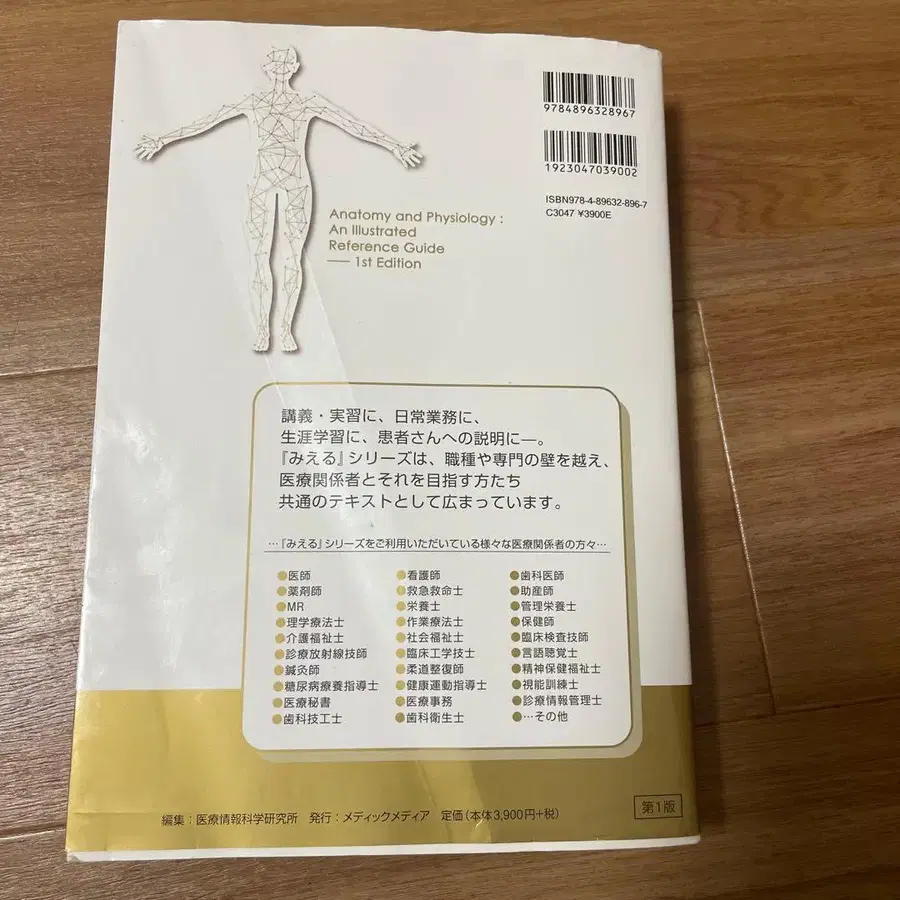 9784896328967
1923047039002
ISBN978-4-89632-896-7
C3047 ¥3900E
Anatomy and Physiology :
An Illustrated
Reference Guide
— 1st Edition
講義・実習に、日常業務に、
生涯学習に、患者さんへの説明に―。
『みえる』シリーズは、職種や専門の壁を越え、
医療関係者とそれを目指す方たち
共通のテキストとして広まっています。
…『みえる』シリーズをご利用いただいている様々な医療関係者の方々…
●医師 ●看護師 ●歯科医師
●薬剤師 ●救急救命士 ●助産師
●MR ●栄養士 ●管理栄養士
●理学療法士 ●作業療法士 ●保健師
●介護福祉士 ●社会福祉士 ●臨床検査技師
●診療放射線技師 ●臨床工学技士 ●言語聴覚士
●鍼灸師 ●柔道整復師 ●精神保健福祉士
●糖尿病療養指導士 ●健康運動指導士 ●視能訓練士
●医療秘書 ●医療事務 ●診療情報管理士
●歯科技工士 ●歯科衛生士 ●…その他
第1版
編集：医療情報科学研究所 発行：メディックメディア 定価（本体3,900円+税）